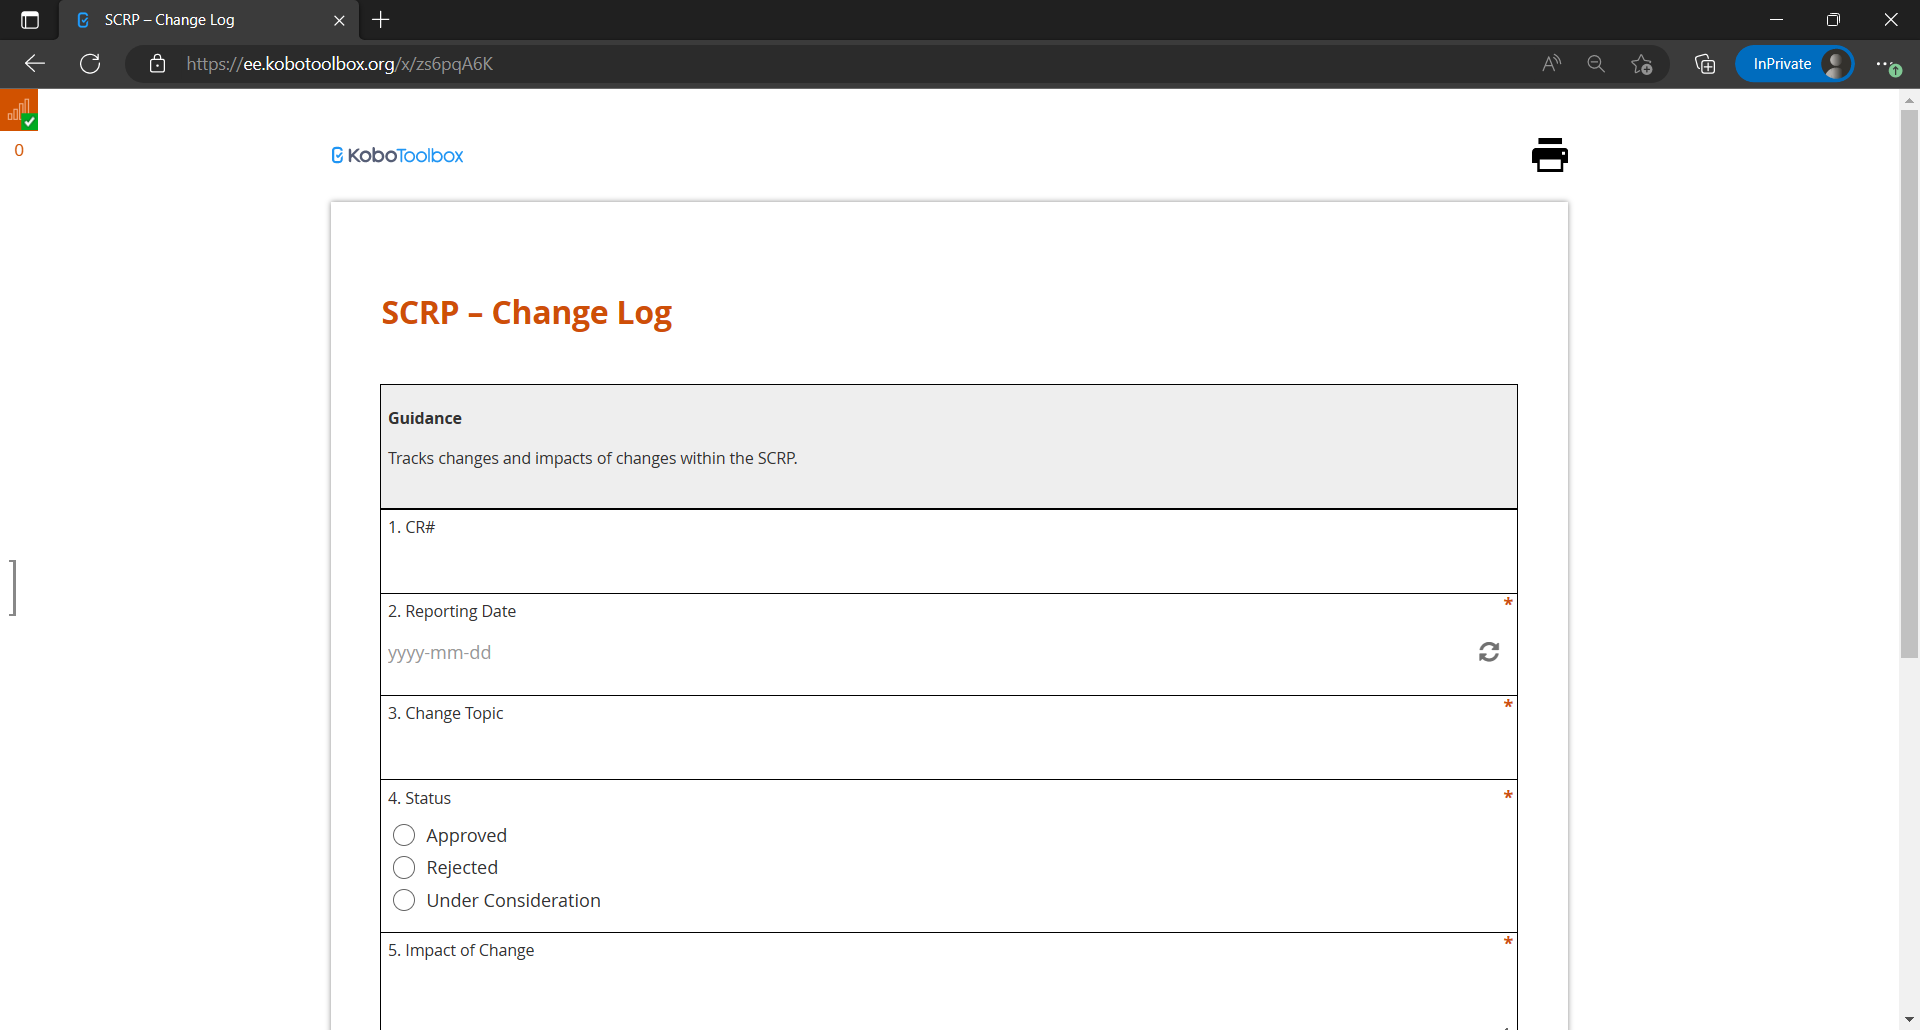 SCRP – Change Log
https://ee.kobotoolbox.org/x/zs6pqA6K
InPrivate
0
KoboToolbox
SCRP – Change Log
Guidance
Tracks changes and impacts of changes within the SCRP.
1. CR#
2. Reporting Date
*
yyyy-mm-dd
3. Change Topic
*
4. Status
*
Approved
Rejected
Under Consideration
5. Impact of Change
*